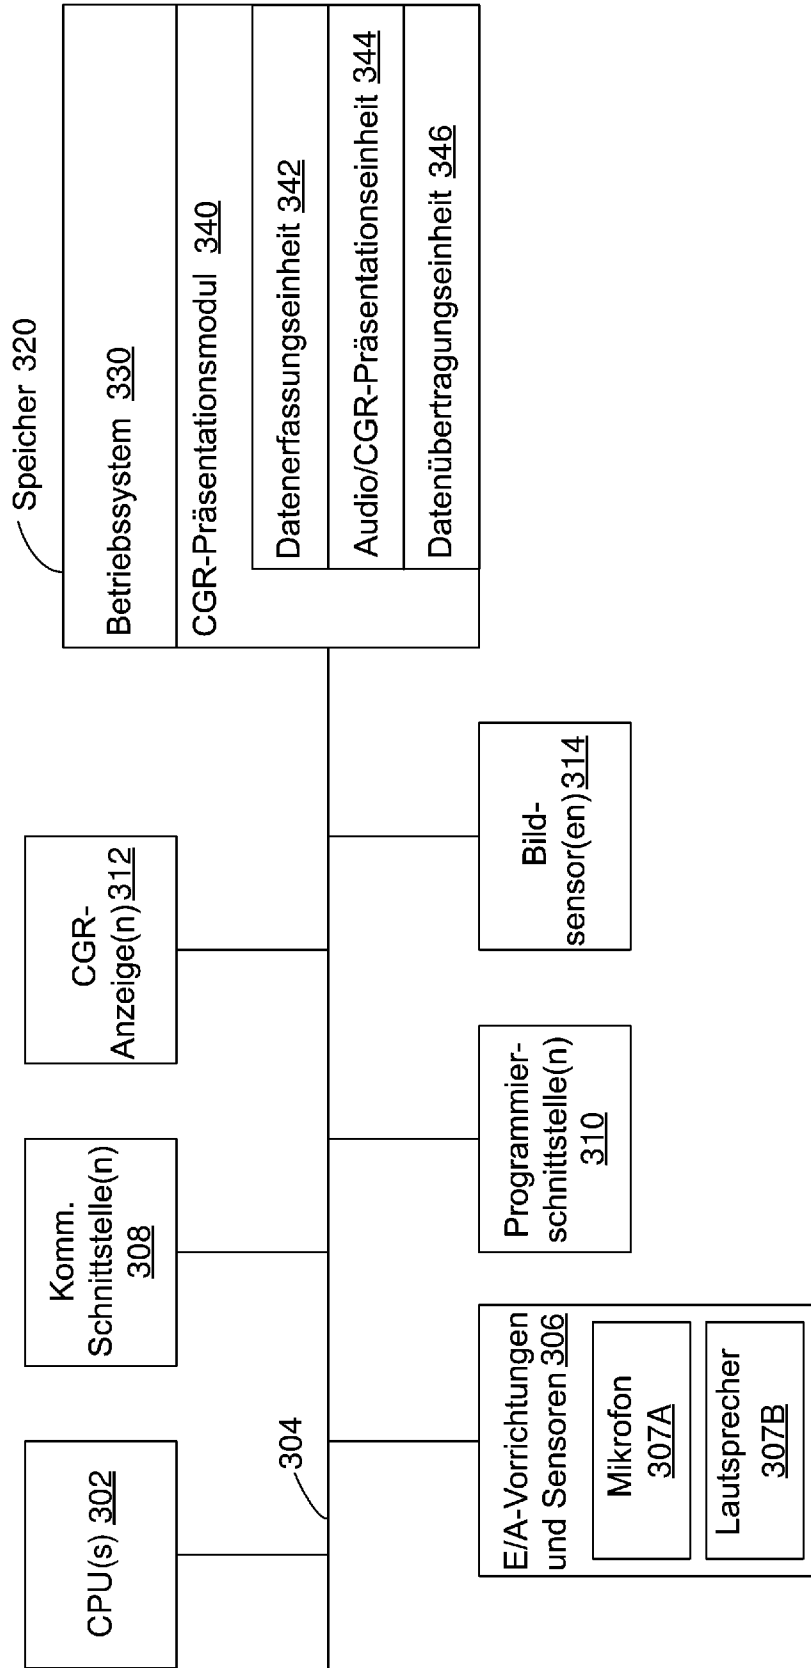 CPU(s) 302
Komm.
Schnittstelle(n)
308
CGR-
Anzeige(n)312
304
E/A-Vorrichtungen
und Sensoren 306
Mikrofon
307A
Lautsprecher
307B
Programmier-
schnittstelle(n)
310
Bild-
sensor(en)314
Speicher 320
Betriebssystem 330
CGR-Präsentationsmodul 340
Datenerfassungseinheit 342
Audio/CGR-Präsentationseinheit 344
Datenübertragungseinheit 346